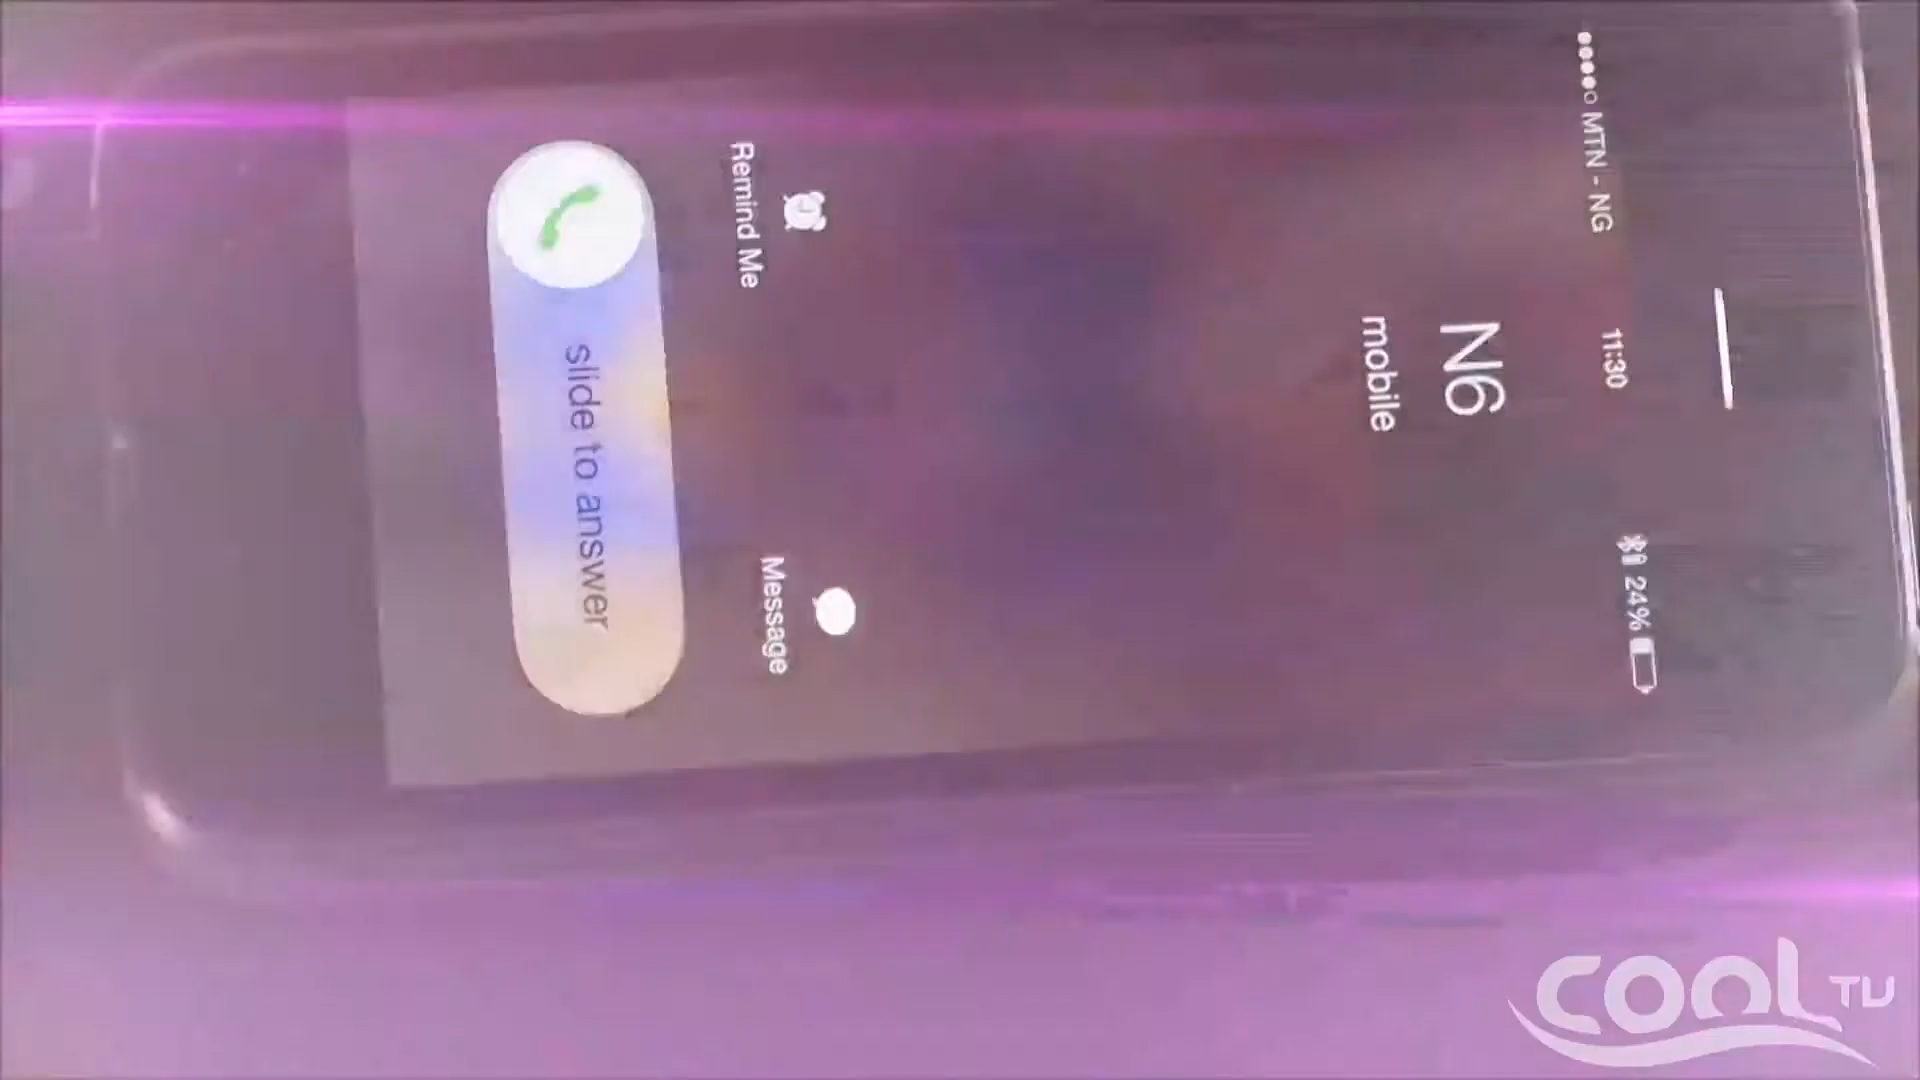 MTN - NG 11:30 24%
N6
mobile
Remind Me Message
slide to answer
cool TV